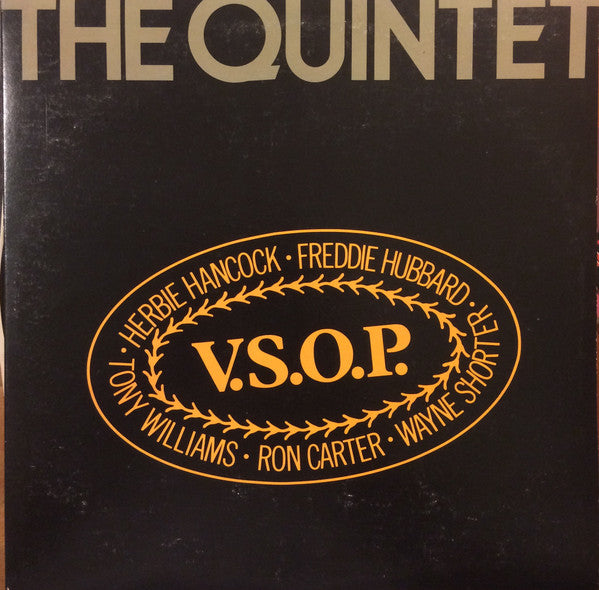 THE QUINTET
HERBIE HANCOCK · FREDDIE HUBBARD ·
V.S.O.P.
TONY WILLIAMS · RON CARTER · WAYNE SHORTER ·